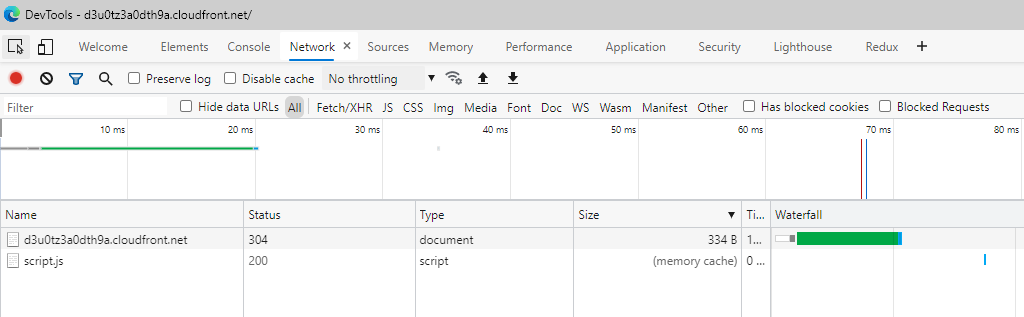 DevTools - d3u0tz3a0dth9a.cloudfront.net/
Welcome Elements Console Network Sources Memory Performance Application Security Lighthouse Redux
Preserve log Disable cache No throttling
Filter Hide data URLs All Fetch/XHR JS CSS Img Media Font Doc WS Wasm Manifest Other Has blocked cookies Blocked Requests
10 ms 20 ms 30 ms 40 ms 50 ms 60 ms 70 ms 80 ms
Name Status Type Size Ti... Waterfall
d3u0tz3a0dth9a.cloudfront.net 304 document 334 B 1...
script.js 200 script (memory cache) 0 ...